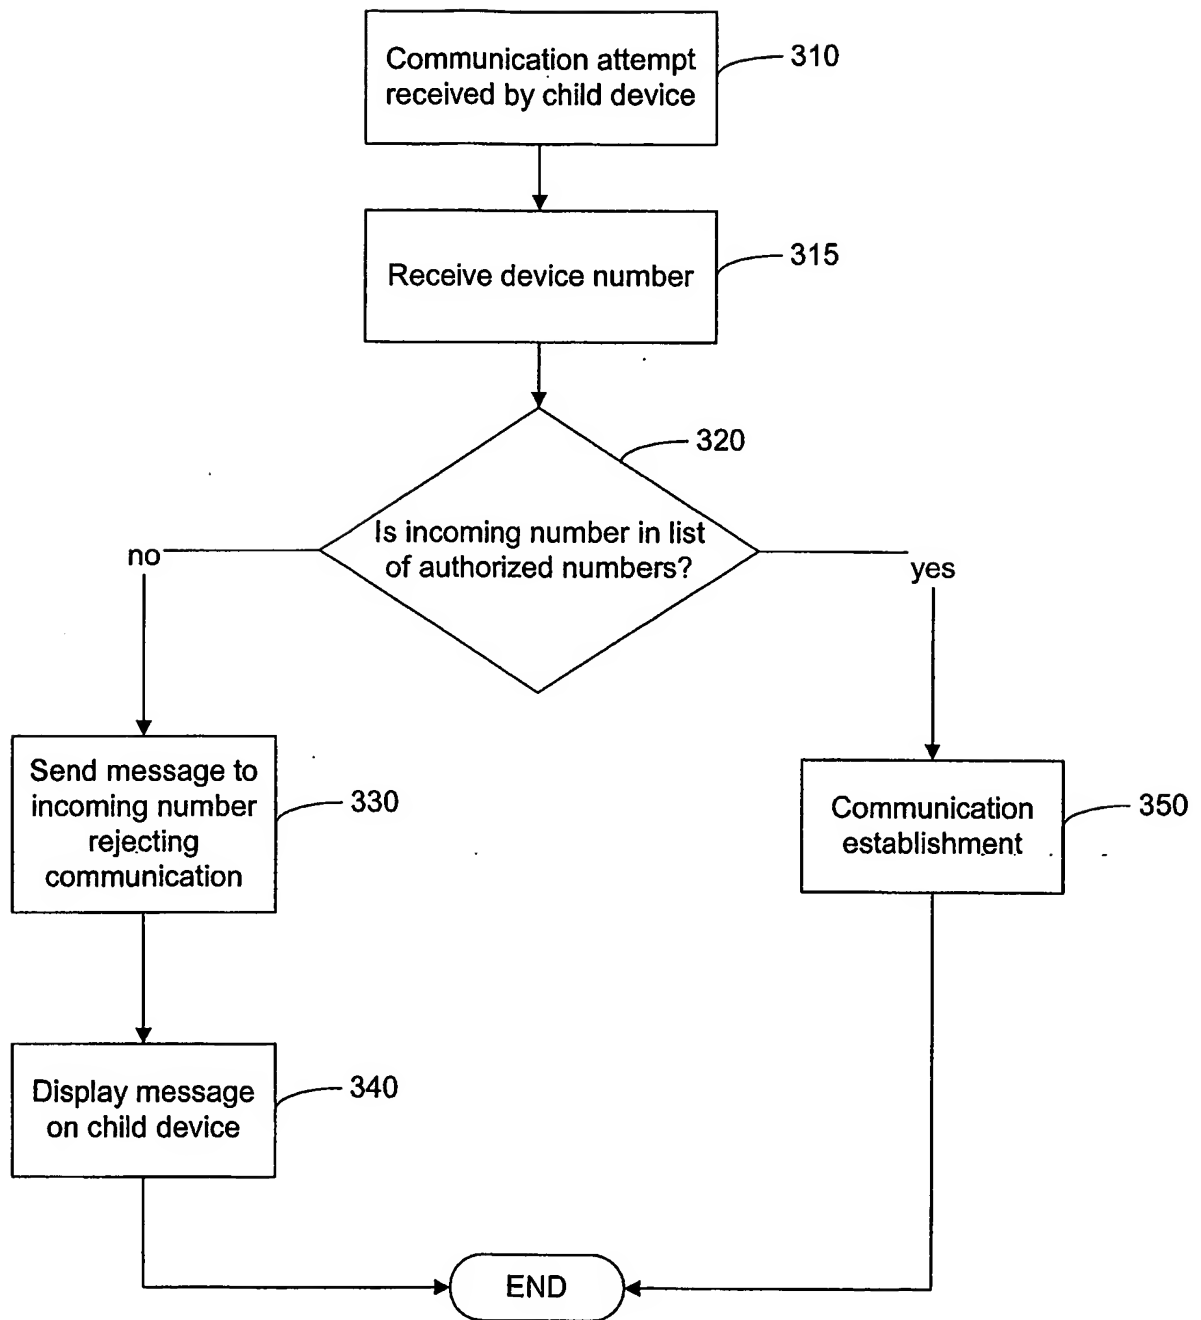 Communication attempt
received by child device
310
Receive device number
315
320
Is incoming number in list
of authorized numbers?
no
yes
Send message to
incoming number
rejecting
communication
330
Communication
establishment
350
Display message
on child device
340
END